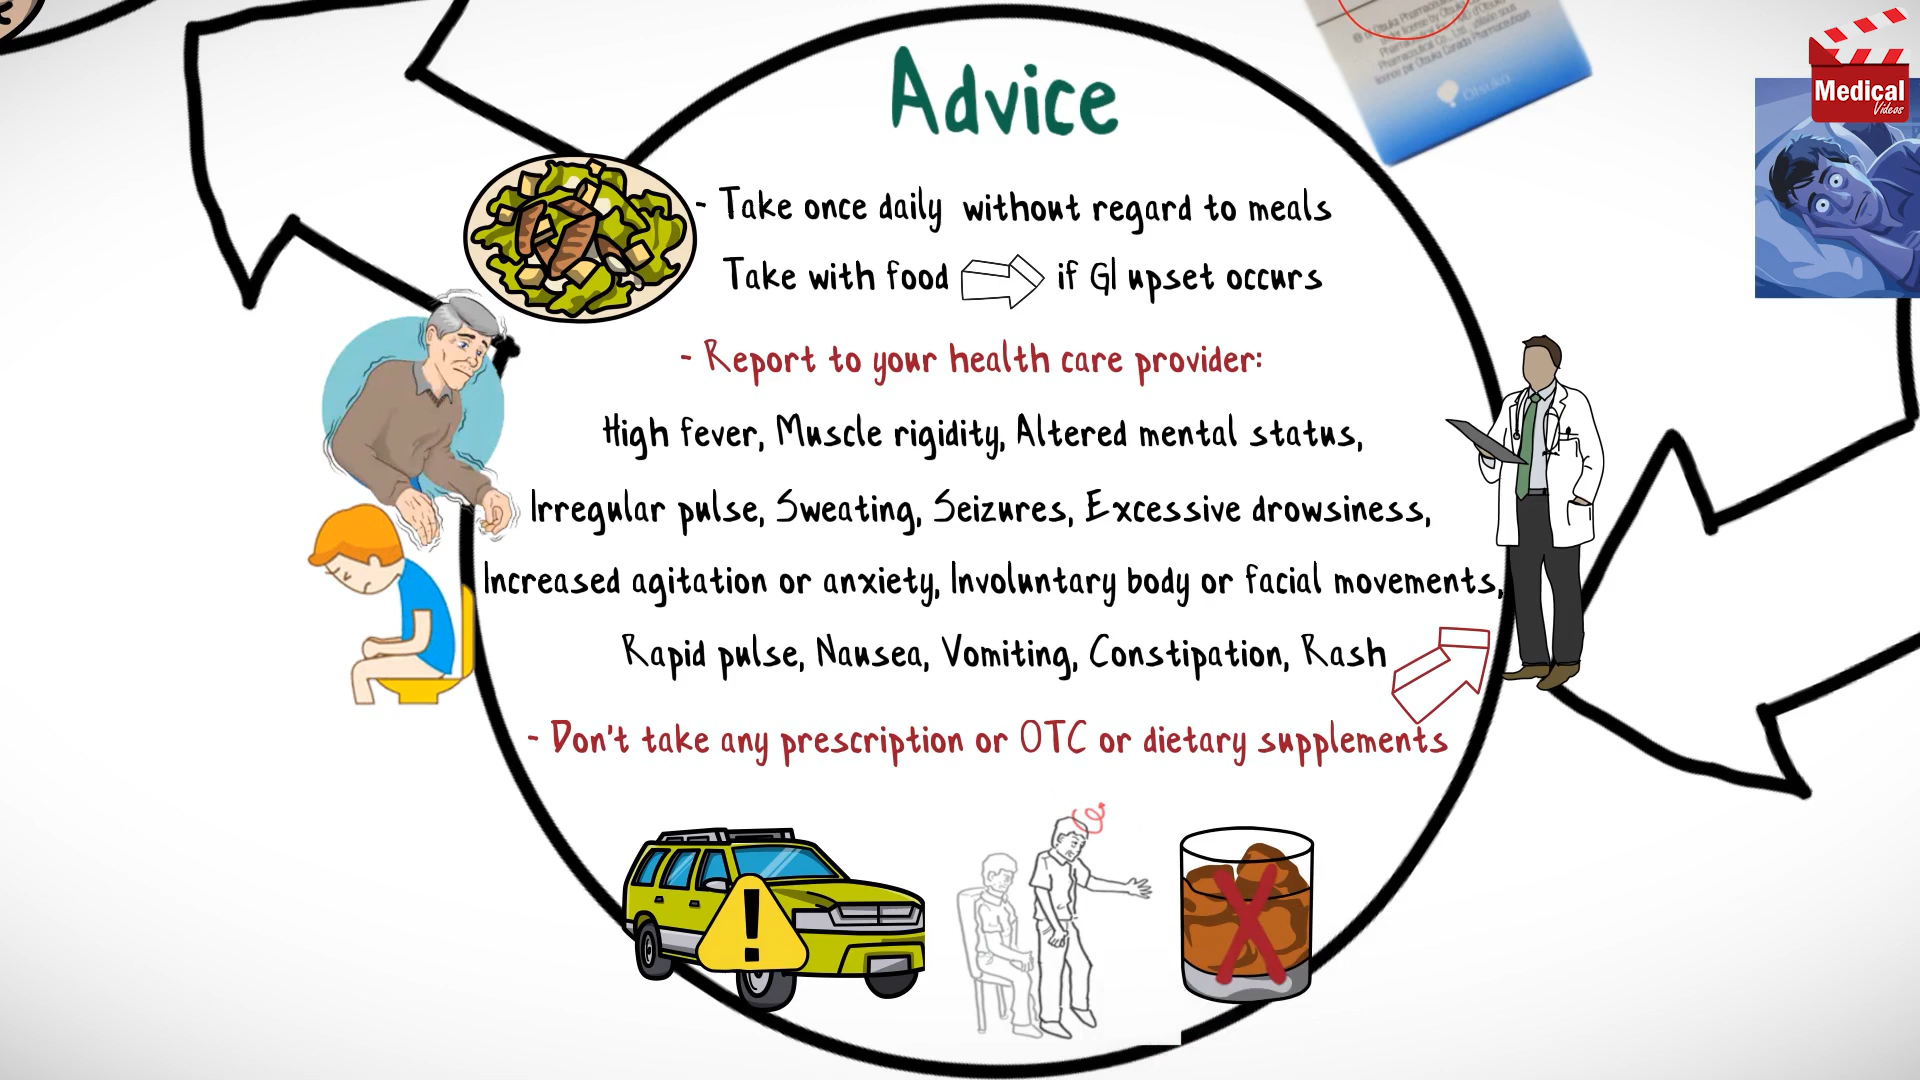 Advice
- Take once daily without regard to meals
Take with food if GI upset occurs
- Report to your health care provider:
High fever, Muscle rigidity, Altered mental status,
Irregular pulse, Sweating, Seizures, Excessive drowsiness,
Increased agitation or anxiety, Involuntary body or facial movements,
Rapid pulse, Nausea, Vomiting, Constipation, Rash
- Don't take any prescription or OTC or dietary supplements
!
Otsuka
Medical
Videos